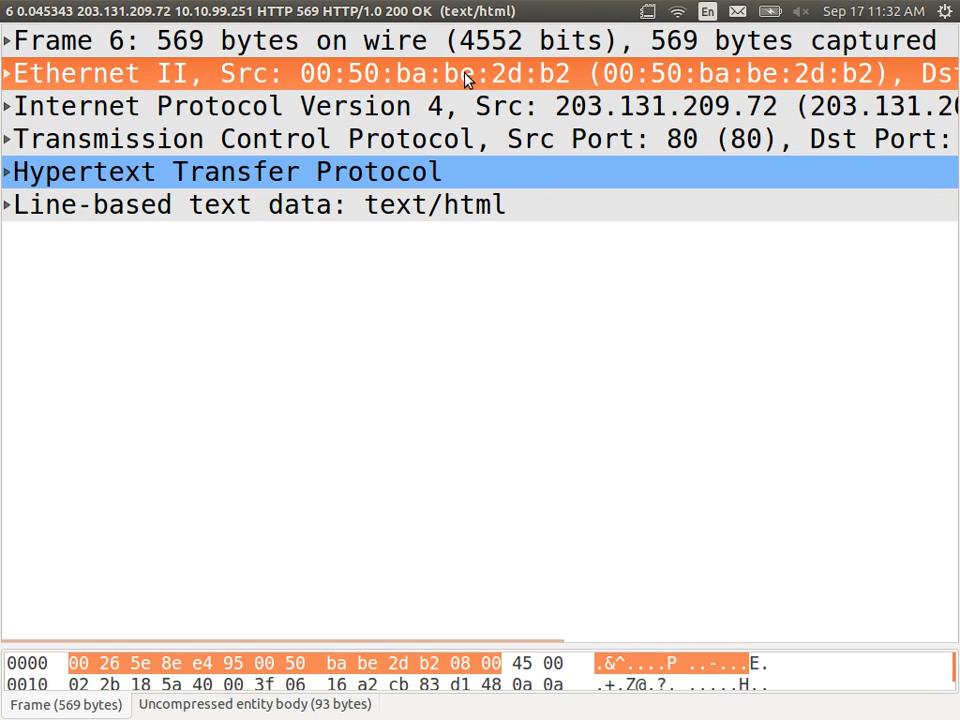 6 0.045343 203.131.209.72 10.10.99.251 HTTP 569 HTTP/1.0 200 OK (text/html)
En
Sep 17 11:32 AM
Frame 6: 569 bytes on wire (4552 bits), 569 bytes captured
Ethernet II, Src: 00:50:ba:be:2d:b2 (00:50:ba:be:2d:b2), Dst
Internet Protocol Version 4, Src: 203.131.209.72 (203.131.20
Transmission Control Protocol, Src Port: 80 (80), Dst Port:
Hypertext Transfer Protocol
Line-based text data: text/html
0000 00 26 5e 8e e4 95 00 50 ba be 2d b2 08 00 45 00 .&^....P ..-...E.
0010 02 2b 18 5a 40 00 3f 06 16 a2 cb 83 d1 48 0a 0a .+.Z@.?. .....H..
Frame (569 bytes)
Uncompressed entity body (93 bytes)